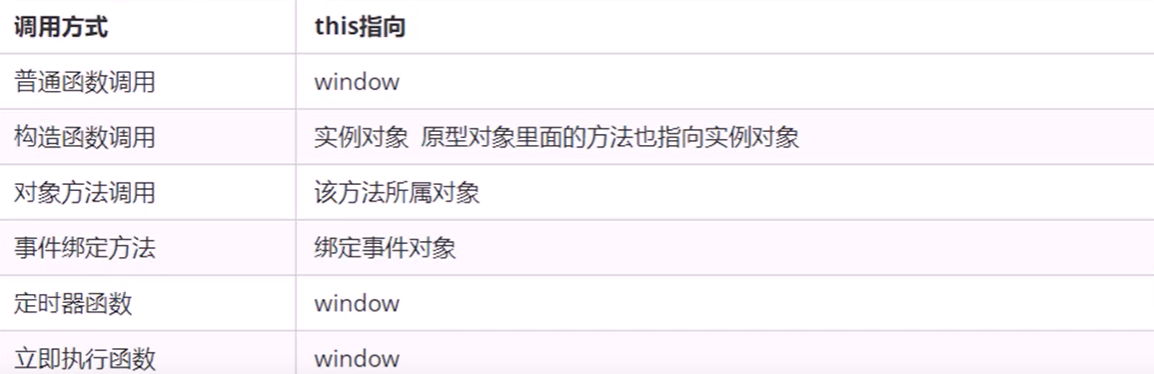 调用方式 this指向
普通函数调用 window
构造函数调用 实例对象 原型对象里面的方法也指向实例对象
对象方法调用 该方法所属对象
事件绑定方法 绑定事件对象
定时器函数 window
立即执行函数 window